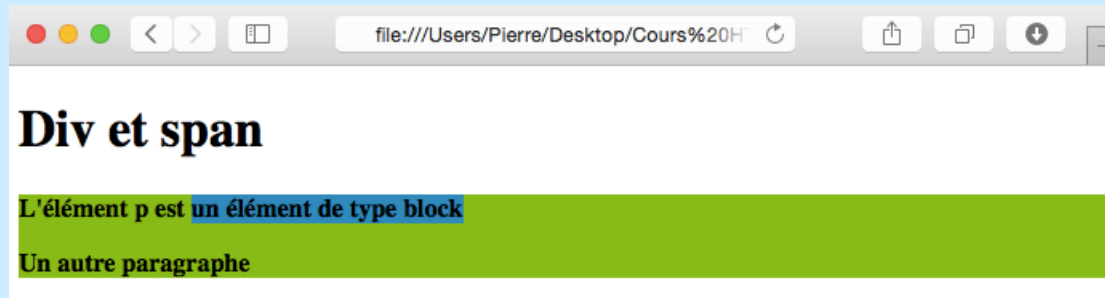 file:///Users/Pierre/Desktop/Cours%20H
Div et span
L'élément p est un élément de type block
Un autre paragraphe